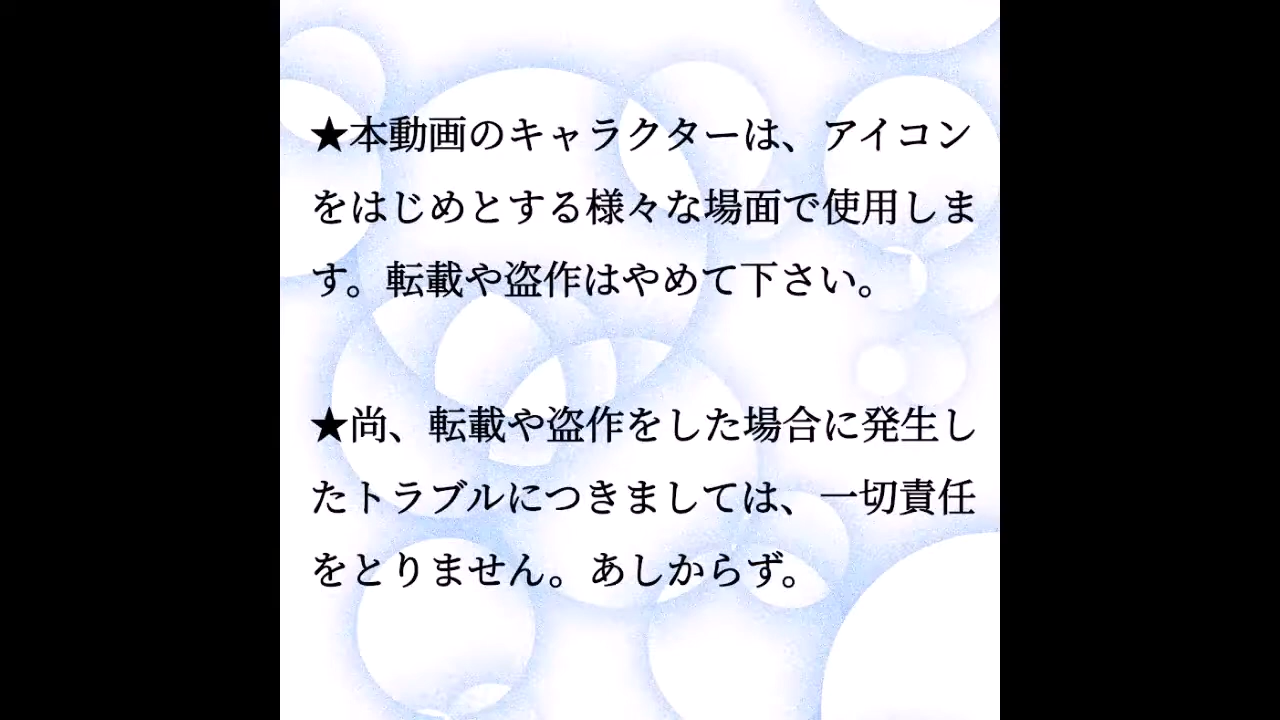 ★本動画のキャラクターは、アイコン
をはじめとする様々な場面で使用しま
す。転載や盗作はやめて下さい。
★尚、転載や盗作をした場合に発生し
たトラブルにつきましては、一切責任
をとりません。あしからず。